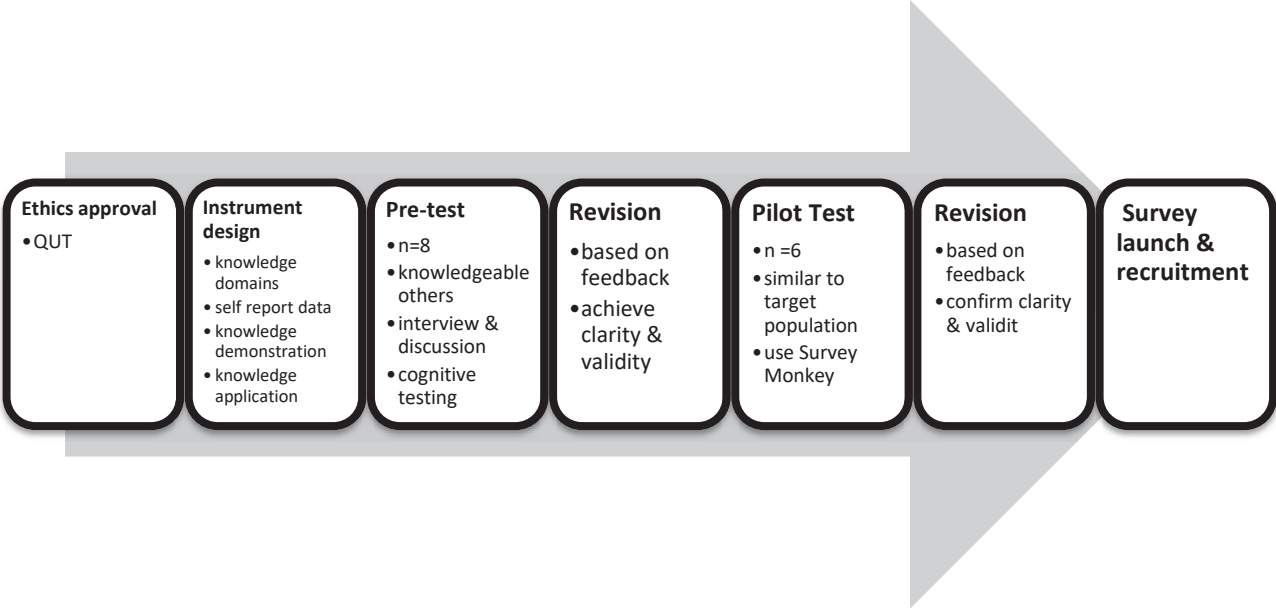 Ethics approval
•QUT
Instrument
design
• knowledge
domains
• self report data
• knowledge
demonstration
• knowledge
application
Pre-test
•n=8
•knowledgeable
others
•interview &
discussion
•cognitive
testing
Revision
•based on
feedback
•achieve
clarity &
validity
Pilot Test
•n =6
•similar to
target
population
•use Survey
Monkey
Revision
•based on
feedback
•confirm clarity
& validit
Survey
launch &
recruitment